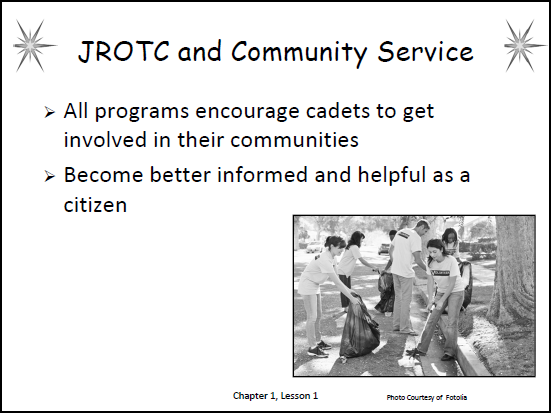 JROTC and Community Service
➢ All programs encourage cadets to get
involved in their communities
➢ Become better informed and helpful as a
citizen
Chapter 1, Lesson 1
Photo Courtesy of Fotolia